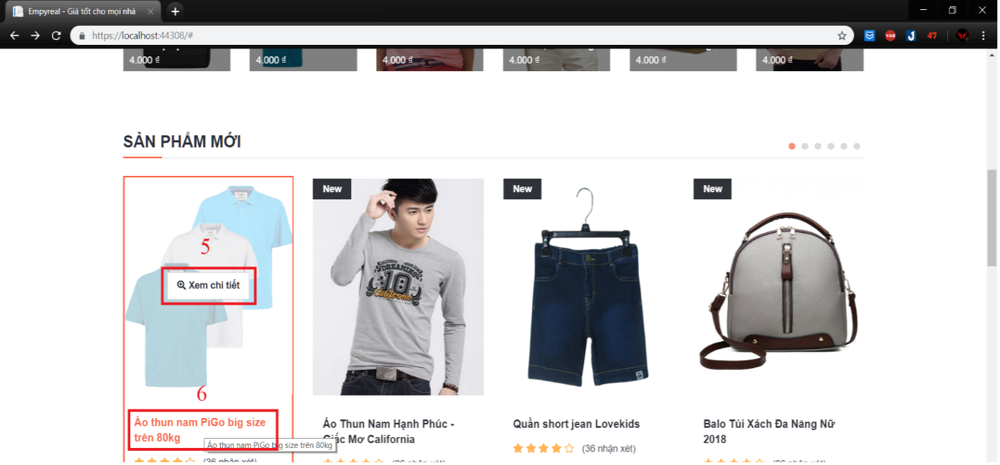 Empyreal - Giá tốt cho mọi nhà
https://localhost:44308/#
YAB
J
47
4.000 ₫
4.000 ₫
4.000 ₫
4.000 ₫
4.000 ₫
4.000 ₫
SẢN PHẨM MỚI
New
New
New
5
Xem chi tiết
DREAMING
10
California
6
Áo thun nam PiGo big size
trên 80kg
Áo thun nam PiGo big size trên 80kg
(36 nhận xét)
Áo Thun Nam Hạnh Phúc -
Giấc Mơ California
(36 nhận xét)
Quần short jean Lovekids
(36 nhận xét)
Balo Túi Xách Đa Năng Nữ
2018
(36 nhận xét)